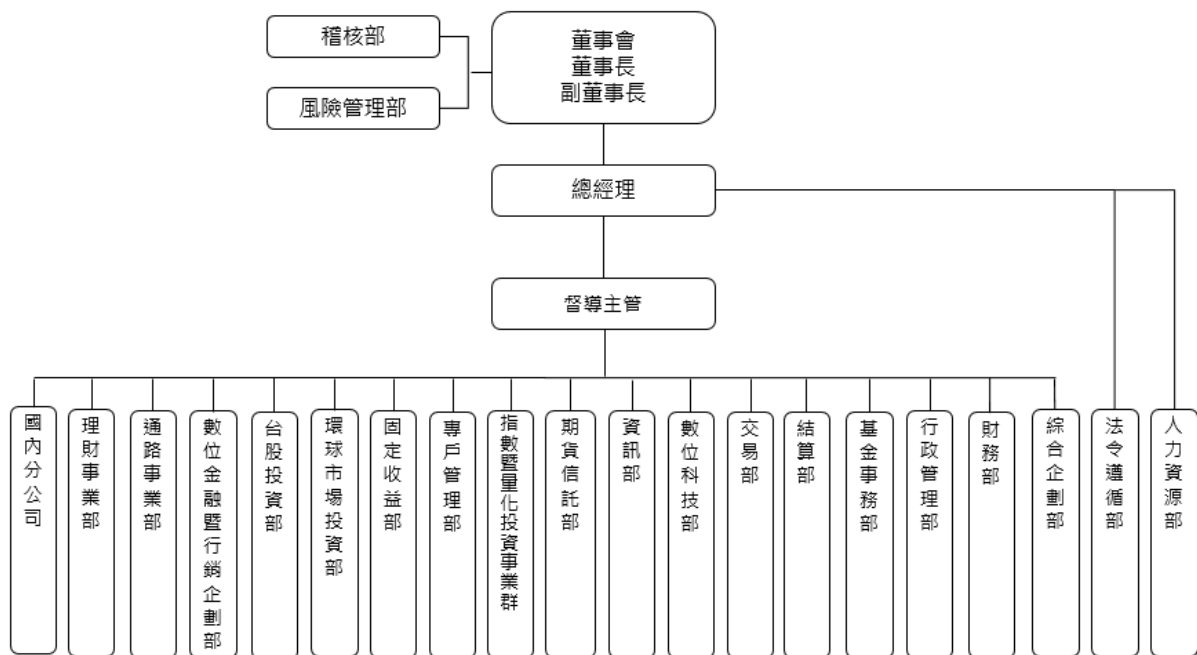 稽核部
風險管理部
董事會
董事長
副董事長
總經理
督導主管
國內分公司
理財事業部
通路事業部
數位金融暨行銷企劃部
台股投資部
環球市場投資部
固定收益部
專戶管理部
指數暨量化投資事業群
期貨信託部
資訊部
數位科技部
交易部
結算部
基金事務部
行政管理部
財務部
綜合企劃部
法令遵循部
人力資源部